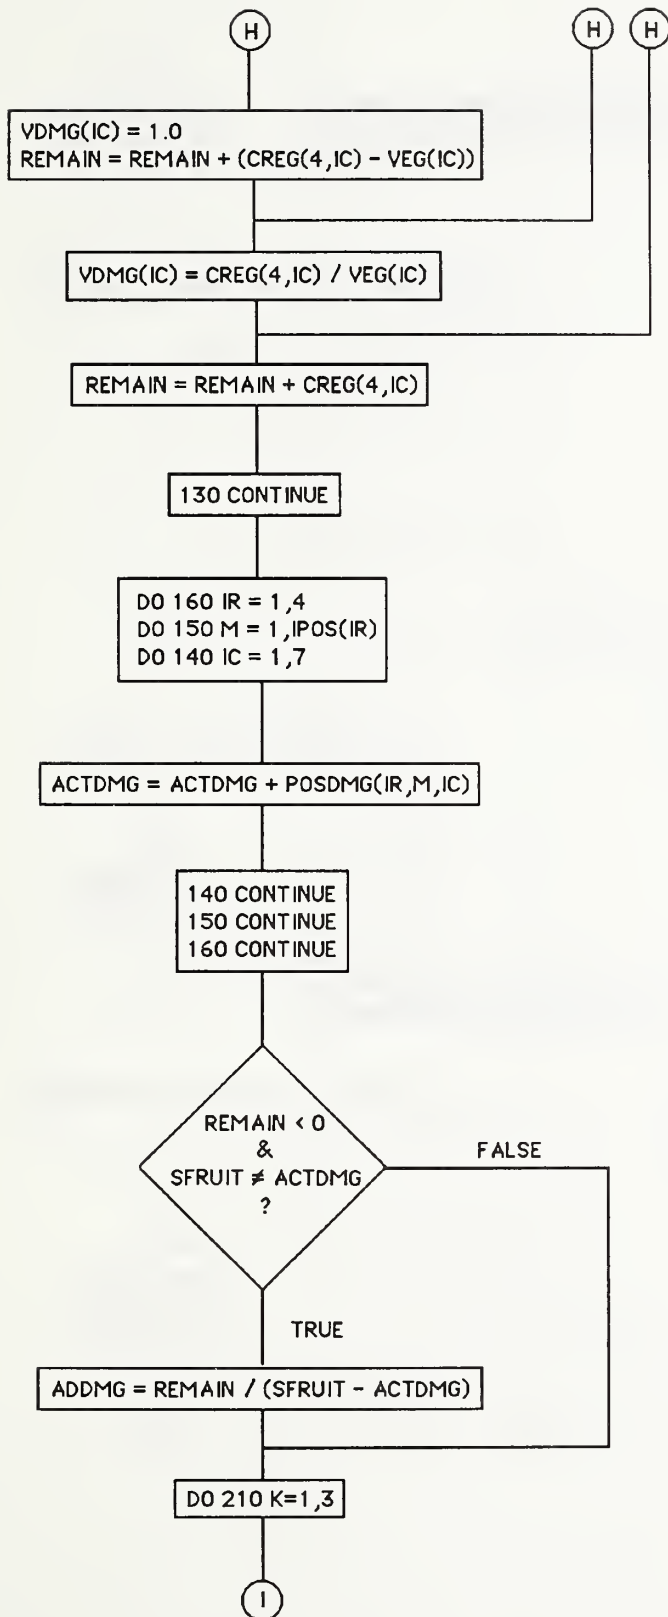 H
H
H
VDMG(IC) = 1.0
REMAIN = REMAIN + (CREG(4,IC) - VEG(IC))
VDMG(IC) = CREG(4,IC) / VEG(IC)
REMAIN = REMAIN + CREG(4,IC)
130 CONTINUE
DO 160 IR = 1,4
DO 150 M = 1,IPOS(IR)
DO 140 IC = 1,7
ACTDMG = ACTDMG + POSDMG(IR,M,IC)
140 CONTINUE
150 CONTINUE
160 CONTINUE
REMAIN < 0
&
SFRUIT ≠ ACTDMG
?
FALSE
TRUE
ADDMG = REMAIN / (SFRUIT - ACTDMG)
DO 210 K=1,3
I